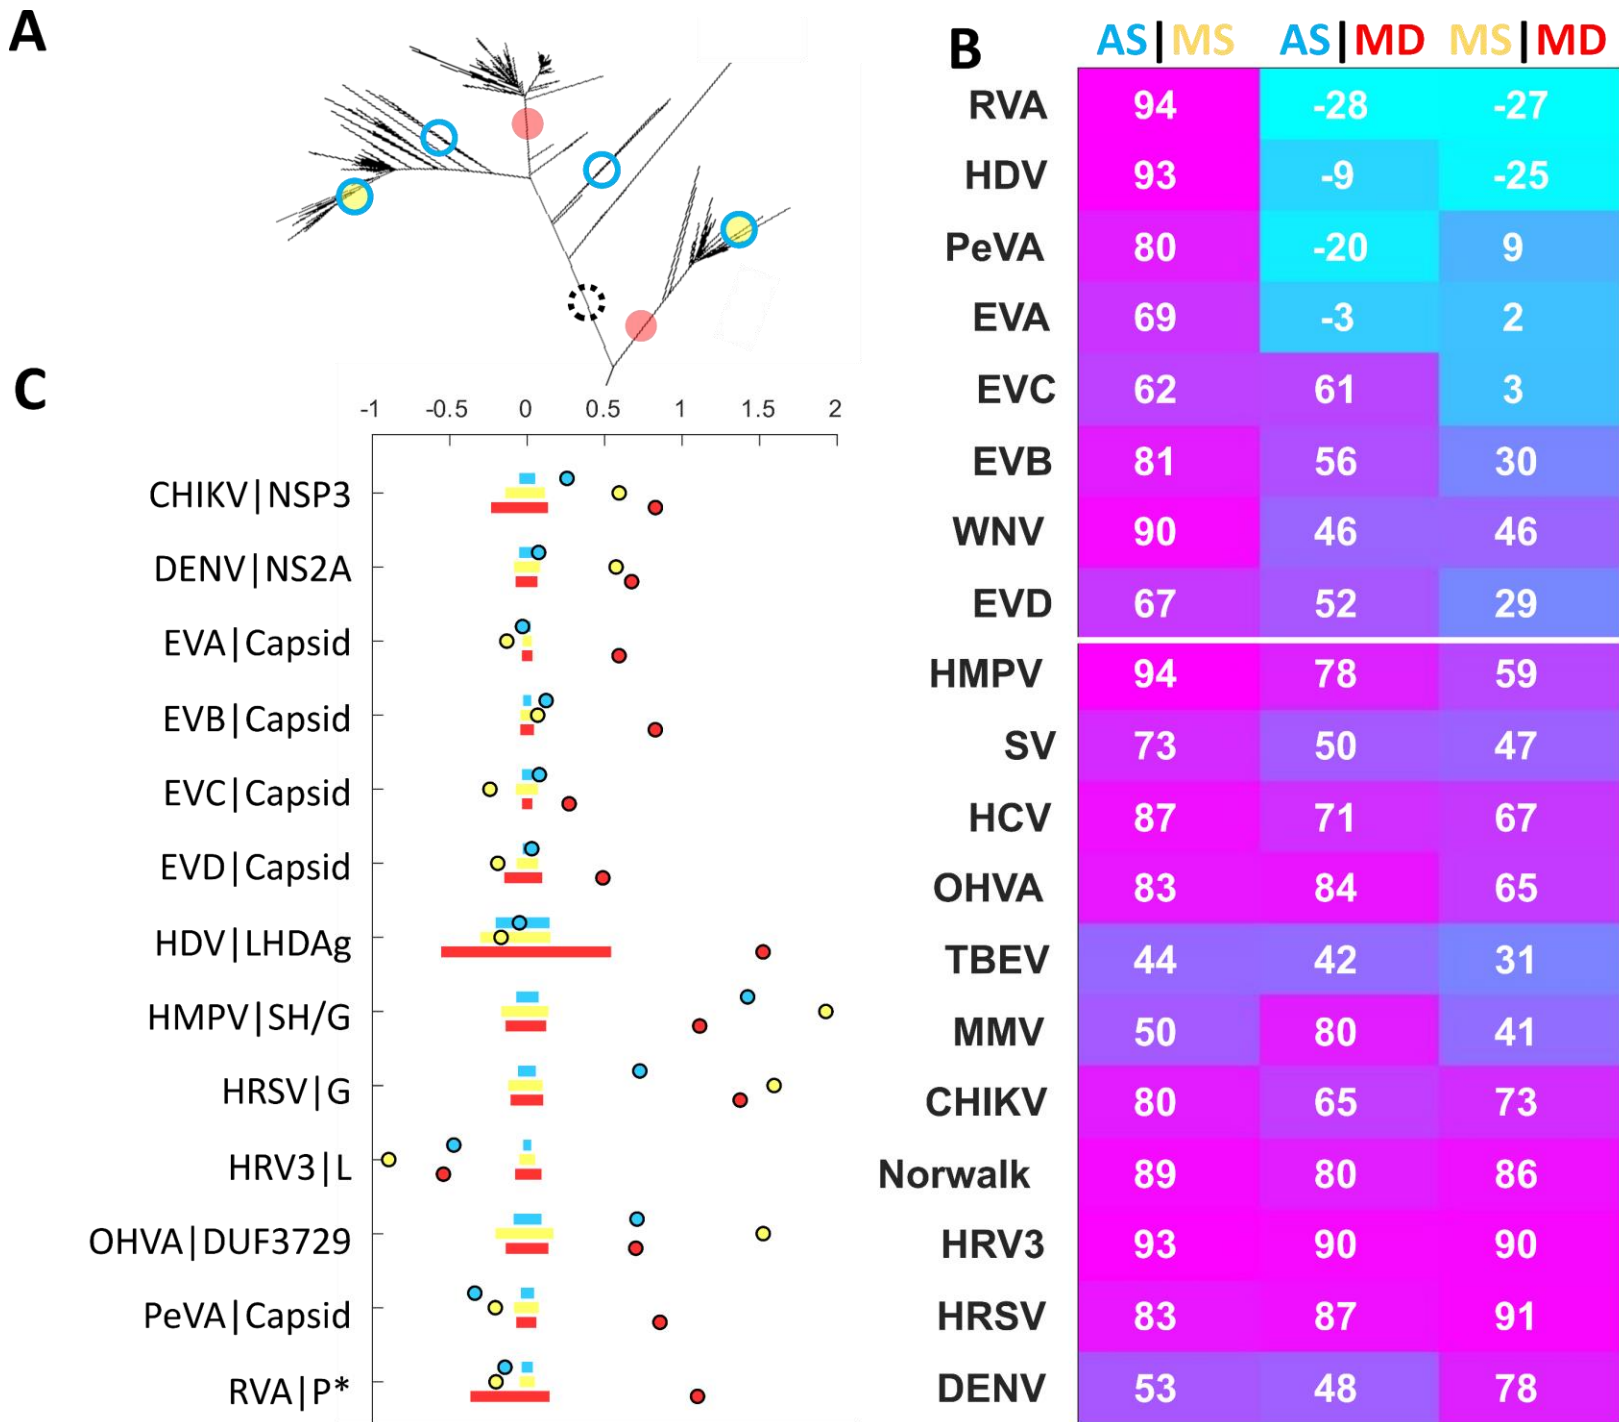 A
B
AS|MS AS|MD MS|MD
RVA 94 -28 -27
HDV 93 -9 -25
PeVA 80 -20 9
EVA 69 -3 2
EVC 62 61 3
EVB 81 56 30
WNV 90 46 46
EVD 67 52 29
HMPV 94 78 59
SV 73 50 47
HCV 87 71 67
OHVA 83 84 65
TBEV 44 42 31
MMV 50 80 41
CHIKV 80 65 73
Norwalk 89 80 86
HRV3 93 90 90
HRSV 83 87 91
DENV 53 48 78
C
-1 -0.5 0 0.5 1 1.5 2
CHIKV|NSP3
DENV|NS2A
EVA|Capsid
EVB|Capsid
EVC|Capsid
EVD|Capsid
HDV|LHDAg
HMPV|SH/G
HRSV|G
HRV3|L
OHVA|DUF3729
PeVA|Capsid
RVA|P*